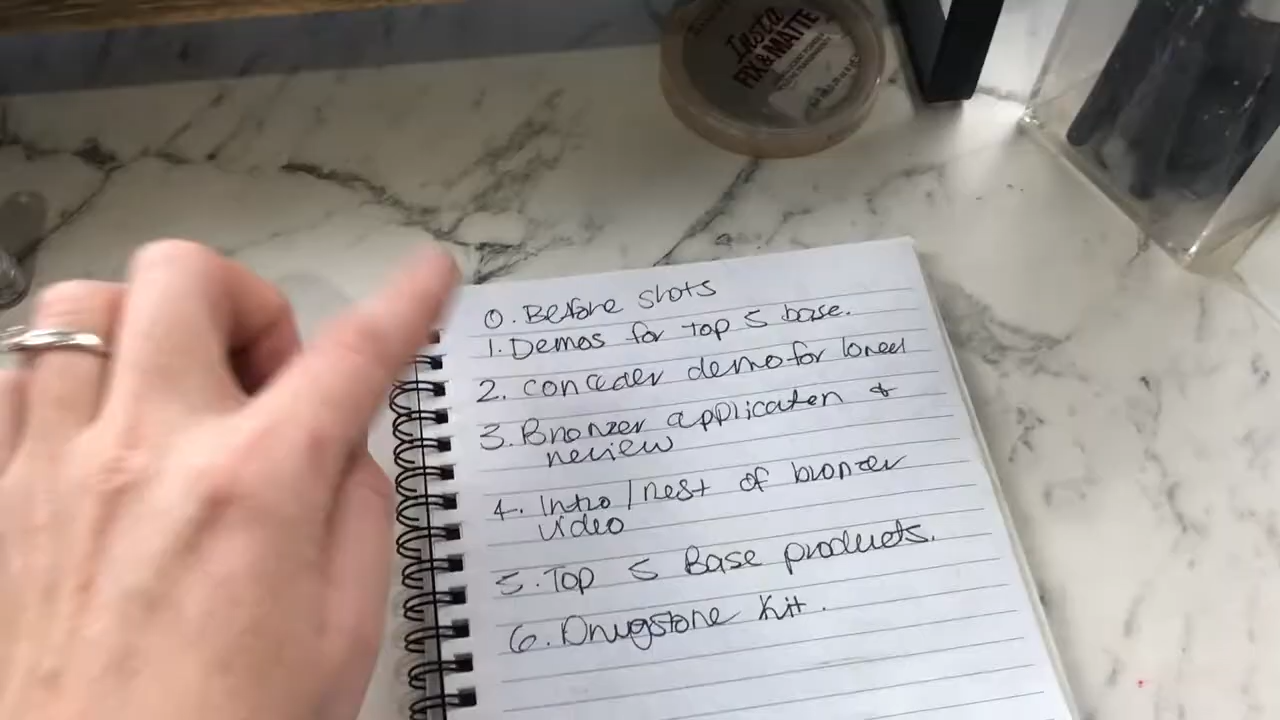 Insta
FIX & MATTE
0. Before shots
1. Demos for top 5 base.
2. concider demo for loreal
3. Bronzer application &
review
4. Intro / rest of bronzer
video
5. Top 5 Base products.
6. Drugstore Kit.